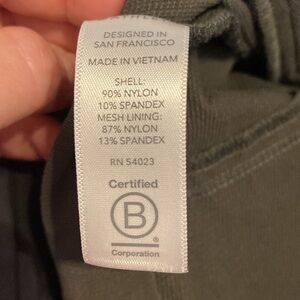 DESIGNED IN
SAN FRANCISCO
MADE IN VIETNAM
SHELL:
90% NYLON
10% SPANDEX
MESH LINING:
87% NYLON
13% SPANDEX
RN 54023
Certified
B
®
Corporation